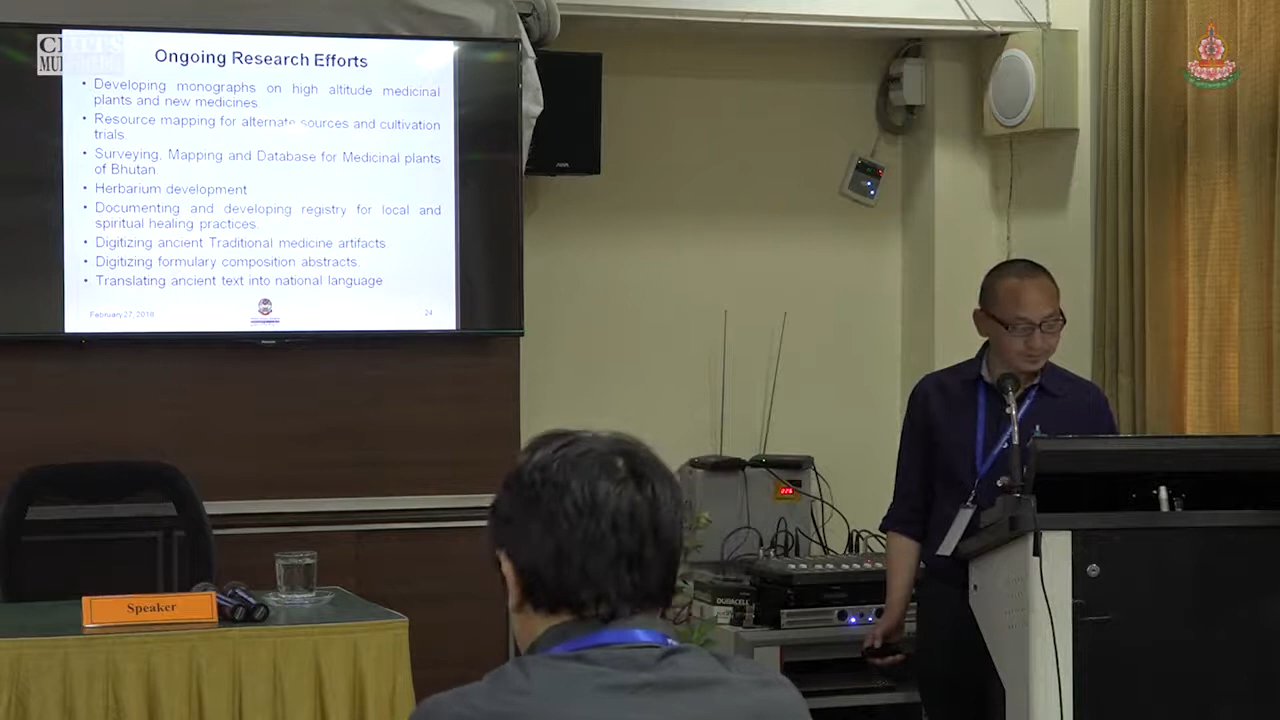 Ongoing Research Efforts
• Developing monographs on high altitude medicinal
plants and new medicines
• Resource mapping for alternate sources and cultivation
trials
• Surveying, Mapping and Database for Medicinal plants
of Bhutan.
• Herbarium development
• Documenting and developing registry for local and
spiritual healing practices.
• Digitizing ancient Traditional medicine artifacts
• Digitizing formulary composition abstracts.
• Translating ancient text into national language
February 27, 2018
24
Speaker
DURACELL